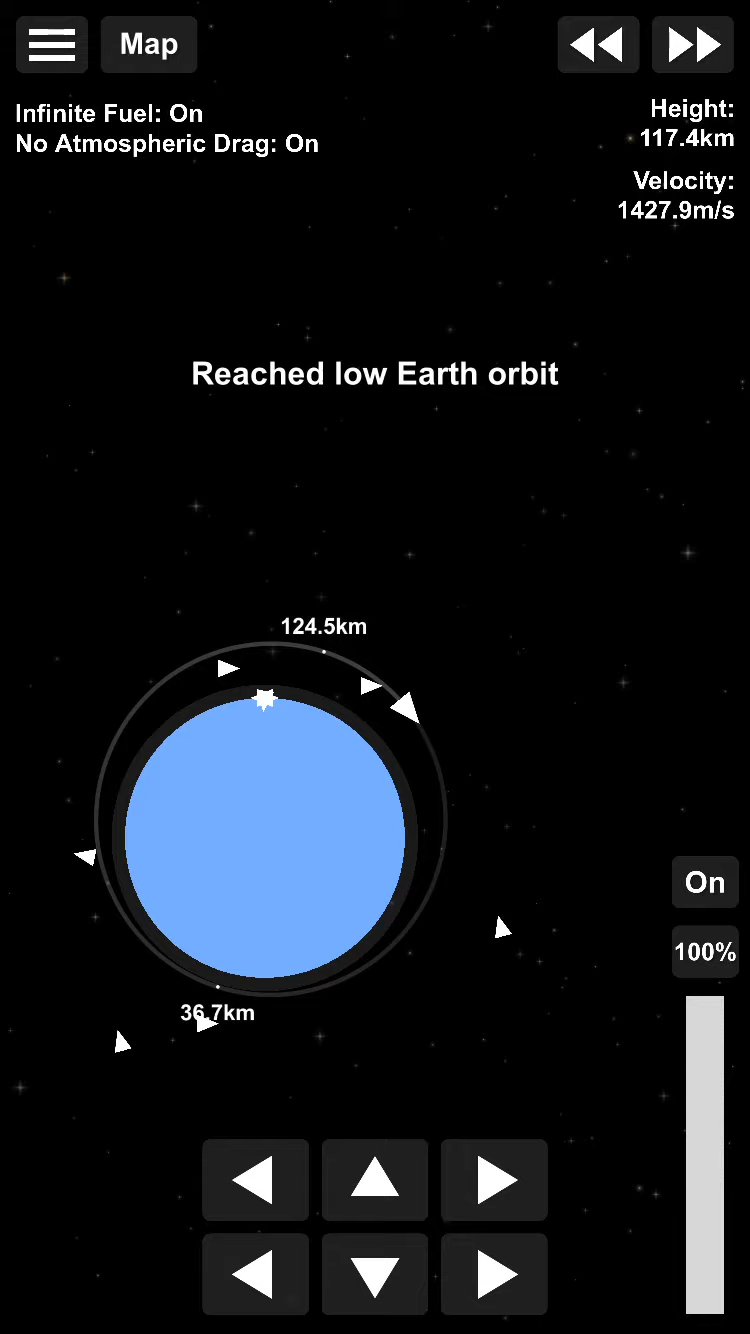 Map
Infinite Fuel: On
No Atmospheric Drag: On
Height:
117.4km
Velocity:
1427.9m/s
Reached low Earth orbit
124.5km
36.7km
On
100%